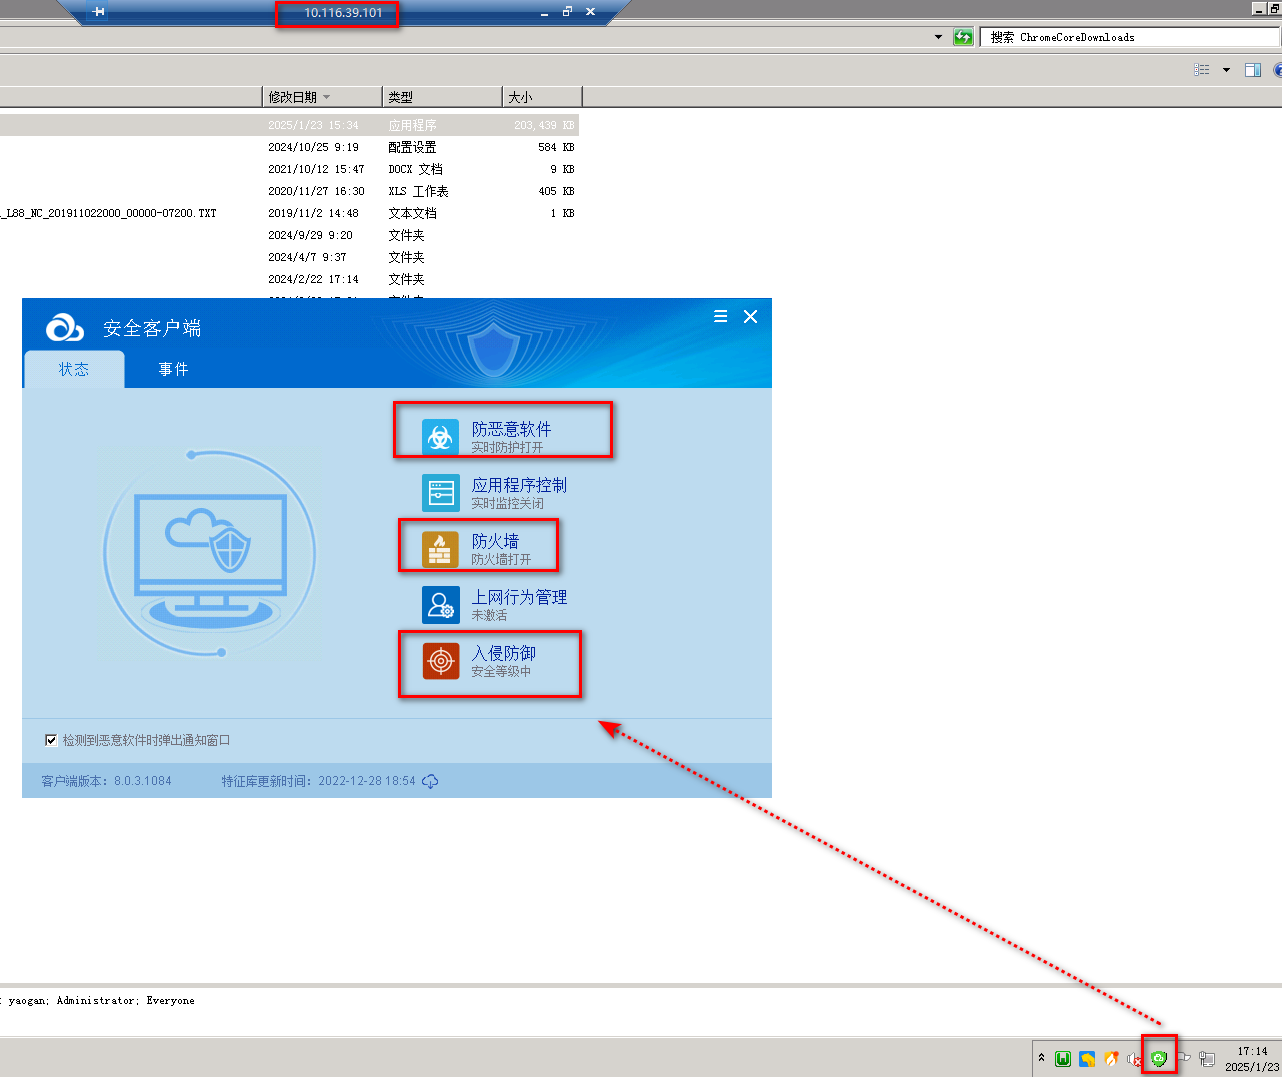 10.116.39.101
搜索 ChromeCoreDownloads
修改日期 类型 大小
2025/1/23 15:34 应用程序 203,439 KB
2024/10/25 9:19 配置设置 584 KB
2021/10/12 15:47 DOCX 文档 9 KB
2020/11/27 16:30 XLS 工作表 405 KB
_L88_NC_201911022000_00000-07200.TXT 2019/11/2 14:48 文本文档 1 KB
2024/9/29 9:20 文件夹
2024/4/7 9:37 文件夹
2024/2/22 17:14 文件夹
安全客户端
状态 事件
防恶意软件
实时防护打开
应用程序控制
实时监控关闭
防火墙
防火墙打开
上网行为管理
未激活
入侵防御
安全等级中
检测到恶意软件时弹出通知窗口
客户端版本：8.0.3.1084 特征库更新时间：2022-12-28 18:54
yaogan; Administrator; Everyone
17:14
2025/1/23